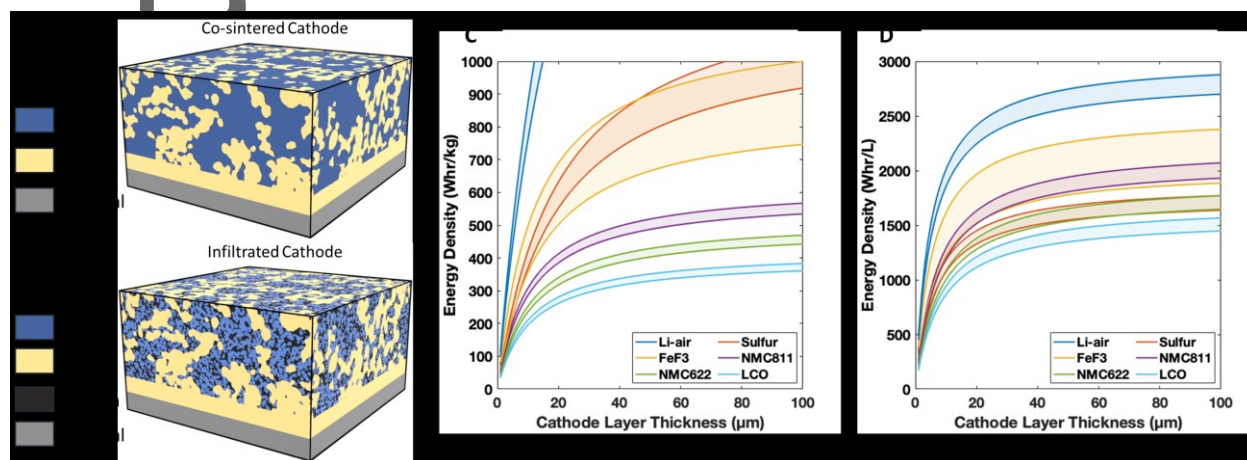 Co-sintered Cathode
al
Infiltrated Cathode
al
C
1000
900
800
700
600
500
400
300
200
100
0
Energy Density (Whr/kg)
Li-air
Sulfur
FeF3
NMC811
NMC622
LCO
0 20 40 60 80 100
Cathode Layer Thickness (µm)
D
3000
2500
2000
1500
1000
500
0
Energy Density (Whr/L)
Li-air
Sulfur
FeF3
NMC811
NMC622
LCO
0 20 40 60 80 100
Cathode Layer Thickness (µm)